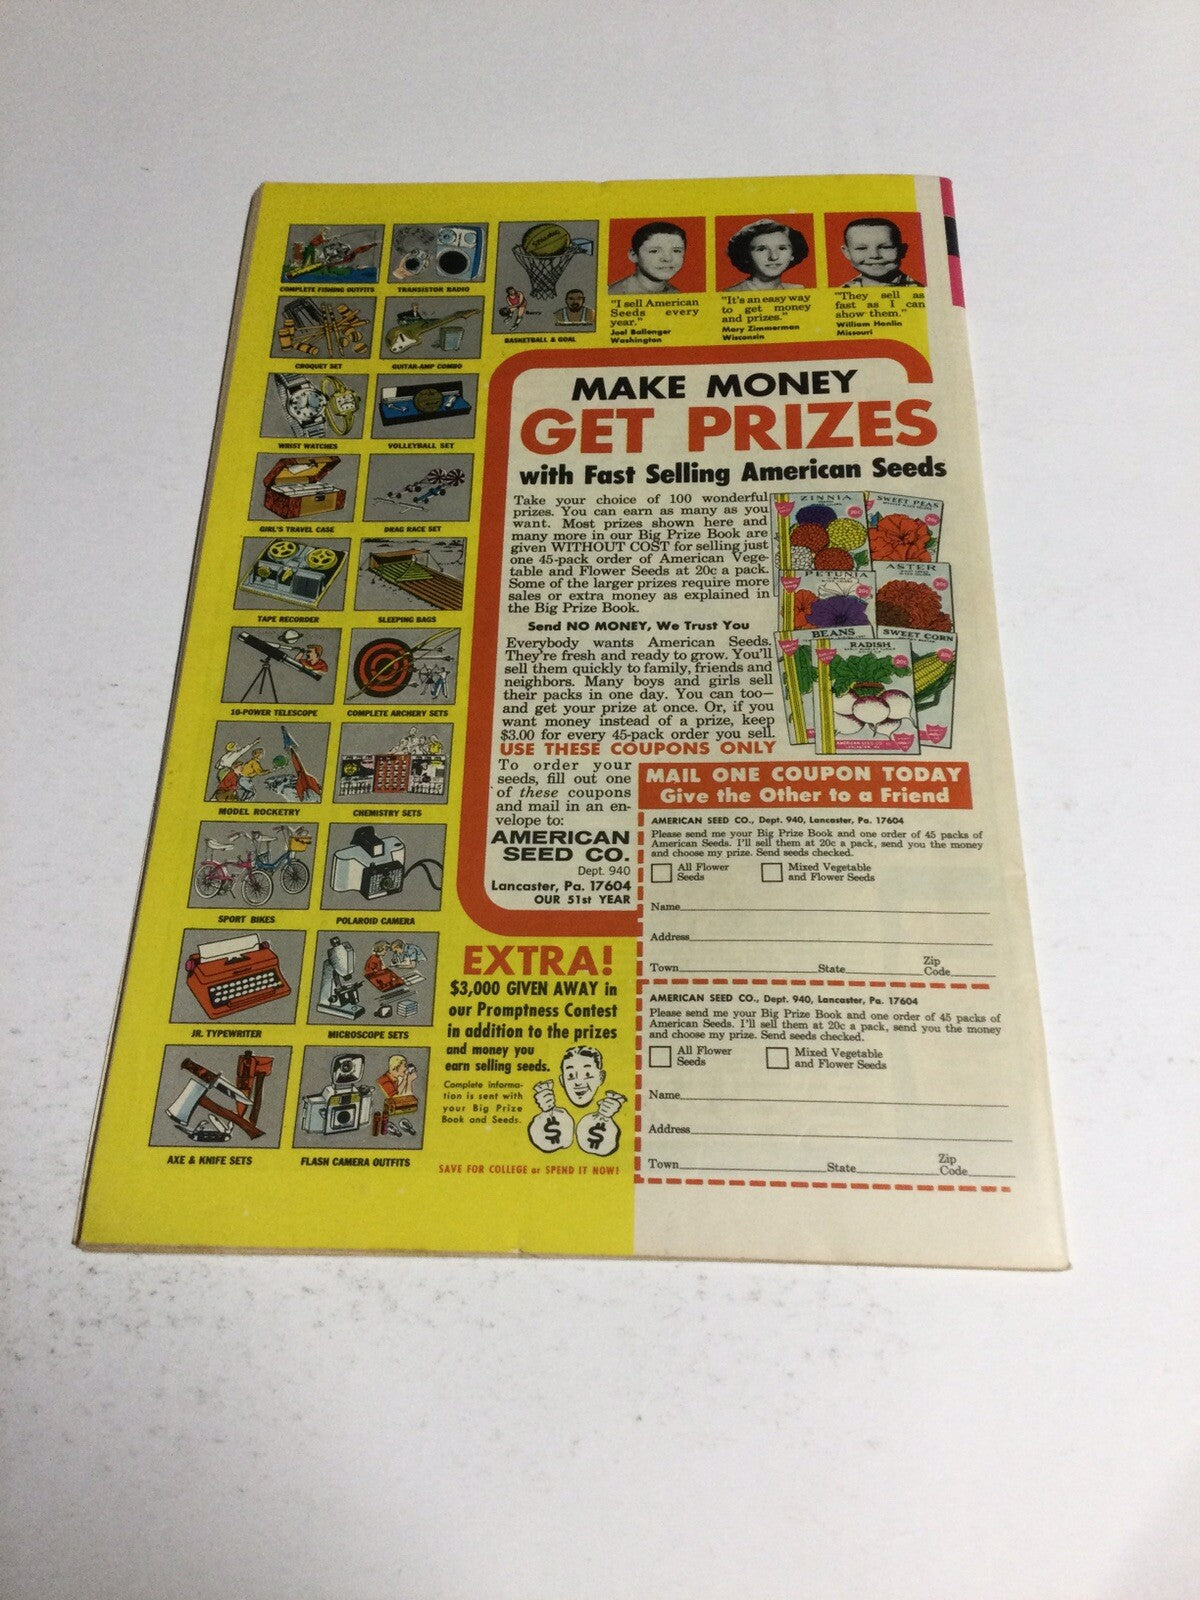 COMPLETE FISHING OUTFITS
TRANSISTOR RADIO
BASKETBALL & GOAL
CROQUET SET
GUITAR-AMP COMBO
WRIST WATCHES
VOLLEYBALL SET
GIRL'S TRAVEL CASE
DRAG RACE SET
TAPE RECORDER
SLEEPING BAGS
10-POWER TELESCOPE
COMPLETE ARCHERY SETS
MODEL ROCKETRY
CHEMISTRY SETS
SPORT BIKES
POLAROID CAMERA
JR. TYPEWRITER
MICROSCOPE SETS
AXE & KNIFE SETS
FLASH CAMERA OUTFITS
"I sell American
Seeds every
year."
Joel Ballenger
Washington
"It's an easy way
to get money
and prizes."
Mary Zimmerman
Wisconsin
"They sell as
fast as I can
show them."
William Hanlin
Missouri
MAKE MONEY
GET PRIZES
with Fast Selling American Seeds
Take your choice of 100 wonderful
prizes. You can earn as many as you
want. Most prizes shown here and
many more in our Big Prize Book are
given WITHOUT COST for selling just
one 45-pack order of American Vege-
table and Flower Seeds at 20c a pack.
Some of the larger prizes require more
sales or extra money as explained in
the Big Prize Book.
Send NO MONEY, We Trust You
Everybody wants American Seeds.
They're fresh and ready to grow. You'll
sell them quickly to family, friends and
neighbors. Many boys and girls sell
their packs in one day. You can too—
and get your prize at once. Or, if you
want money instead of a prize, keep
$3.00 for every 45-pack order you sell.
USE THESE COUPONS ONLY
To order your
seeds, fill out one
of these coupons
and mail in an en-
velope to:
AMERICAN
SEED CO.
Dept. 940
Lancaster, Pa. 17604
OUR 51st YEAR
ZINNIA
SWEET PEAS
PETUNIA
ASTER
BEANS
SWEET CORN
RADISH
MAIL ONE COUPON TODAY
Give the Other to a Friend
AMERICAN SEED CO., Dept. 940, Lancaster, Pa. 17604
Please send me your Big Prize Book and one order of 45 packs of
American Seeds. I'll sell them at 20c a pack, send you the money
and choose my prize. Send seeds checked.
All Flower
Seeds
Mixed Vegetable
and Flower Seeds
Name
Address
Town State Zip
Code
AMERICAN SEED CO., Dept. 940, Lancaster, Pa. 17604
Please send me your Big Prize Book and one order of 45 packs of
American Seeds. I'll sell them at 20c a pack, send you the money
and choose my prize. Send seeds checked.
All Flower
Seeds
Mixed Vegetable
and Flower Seeds
Name
Address
Town State Zip
Code
EXTRA!
$3,000 GIVEN AWAY in
our Promptness Contest
in addition to the prizes
and money you
earn selling seeds.
Complete informa-
tion is sent with
your Big Prize
Book and Seeds.
$ $
SAVE FOR COLLEGE or SPEND IT NOW!